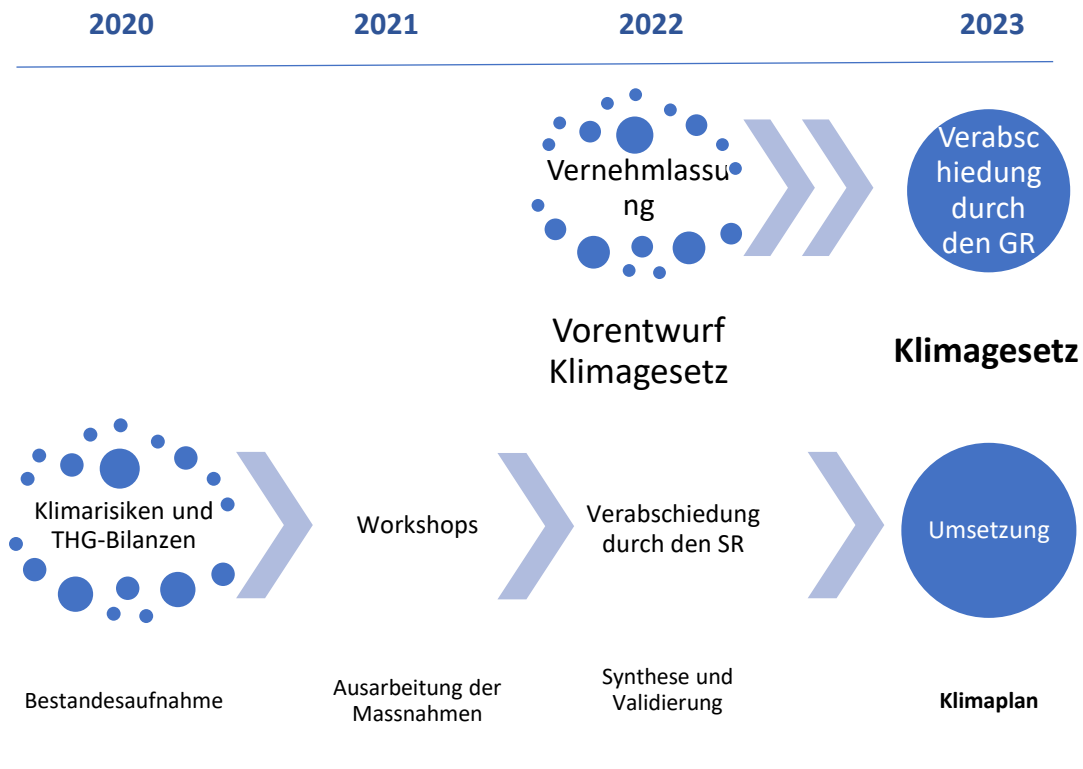 2020 2021 2022 2023
Vernehmlassu
ng
Verabsc
hiedung
durch
den GR
Vorentwurf
Klimagesetz
Klimagesetz
Klimarisiken und
THG-Bilanzen
Workshops
Verabschiedung
durch den SR
Umsetzung
Bestandesaufnahme
Ausarbeitung der
Massnahmen
Synthese und
Validierung
Klimaplan